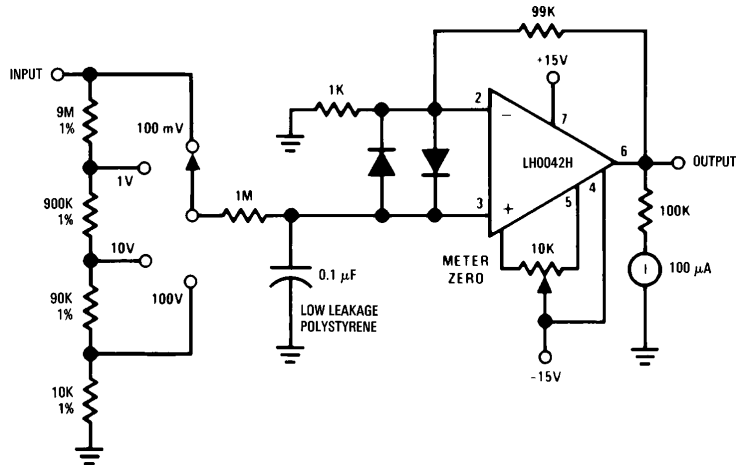 INPUT
9M
1%
100 mV
1V
900K
1%
10V
90K
1%
100V
10K
1%
1M
0.1 μF
LOW LEAKAGE
POLYSTYRENE
1K
99K
+15V
2
−
7
LH0042H
6
OUTPUT
3
+
4
5
METER
ZERO
10K
-15V
100K
100 μA